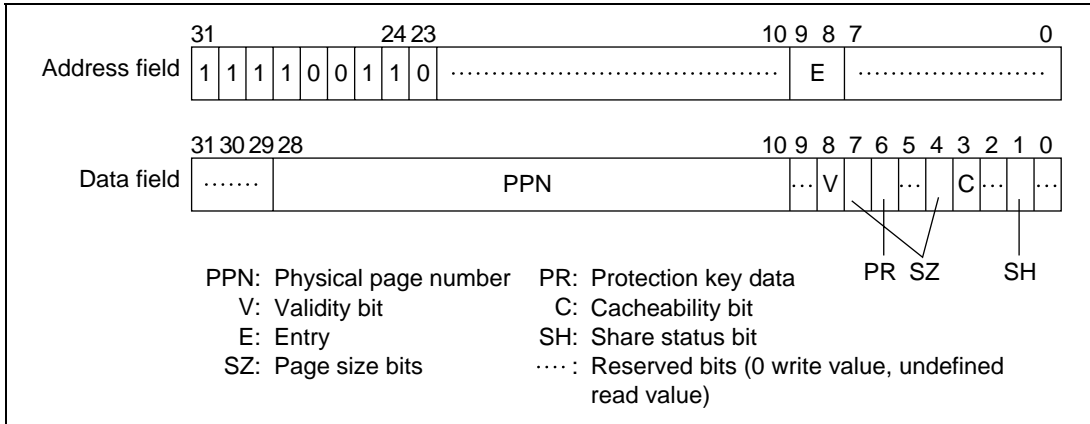 31 24 23 10 9 8 7 0
Address field 1 1 1 1 0 0 1 1 0 ........ E ........
31 30 29 28 10 9 8 7 6 5 4 3 2 1 0
Data field ....... PPN ... V ... C ... ...
PR SZ SH
PPN: Physical page number PR: Protection key data
V: Validity bit C: Cacheability bit
E: Entry SH: Share status bit
SZ: Page size bits ····: Reserved bits (0 write value, undefined
read value)